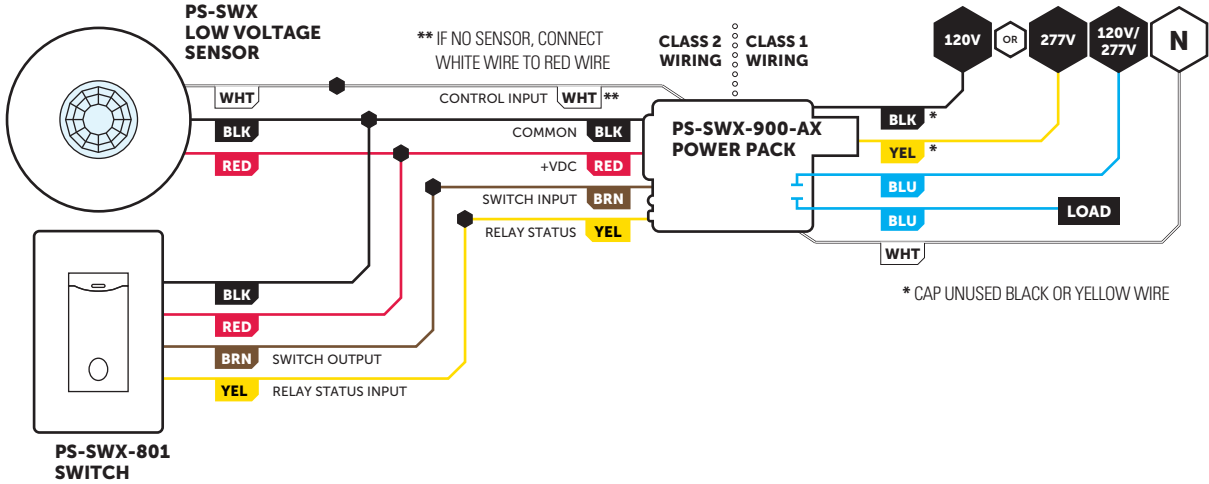 PS-SWX
LOW VOLTAGE
SENSOR
** IF NO SENSOR, CONNECT
WHITE WIRE TO RED WIRE
CLASS 2
WIRING
CLASS 1
WIRING
120V
OR
277V
120V/
277V
N
WHT
CONTROL INPUT WHT **
BLK
COMMON BLK
RED
+VDC RED
SWITCH INPUT BRN
RELAY STATUS YEL
PS-SWX-900-AX
POWER PACK
BLK *
YEL *
BLU
BLU
LOAD
WHT
* CAP UNUSED BLACK OR YELLOW WIRE
BLK
RED
BRN SWITCH OUTPUT
YEL RELAY STATUS INPUT
PS-SWX-801
SWITCH